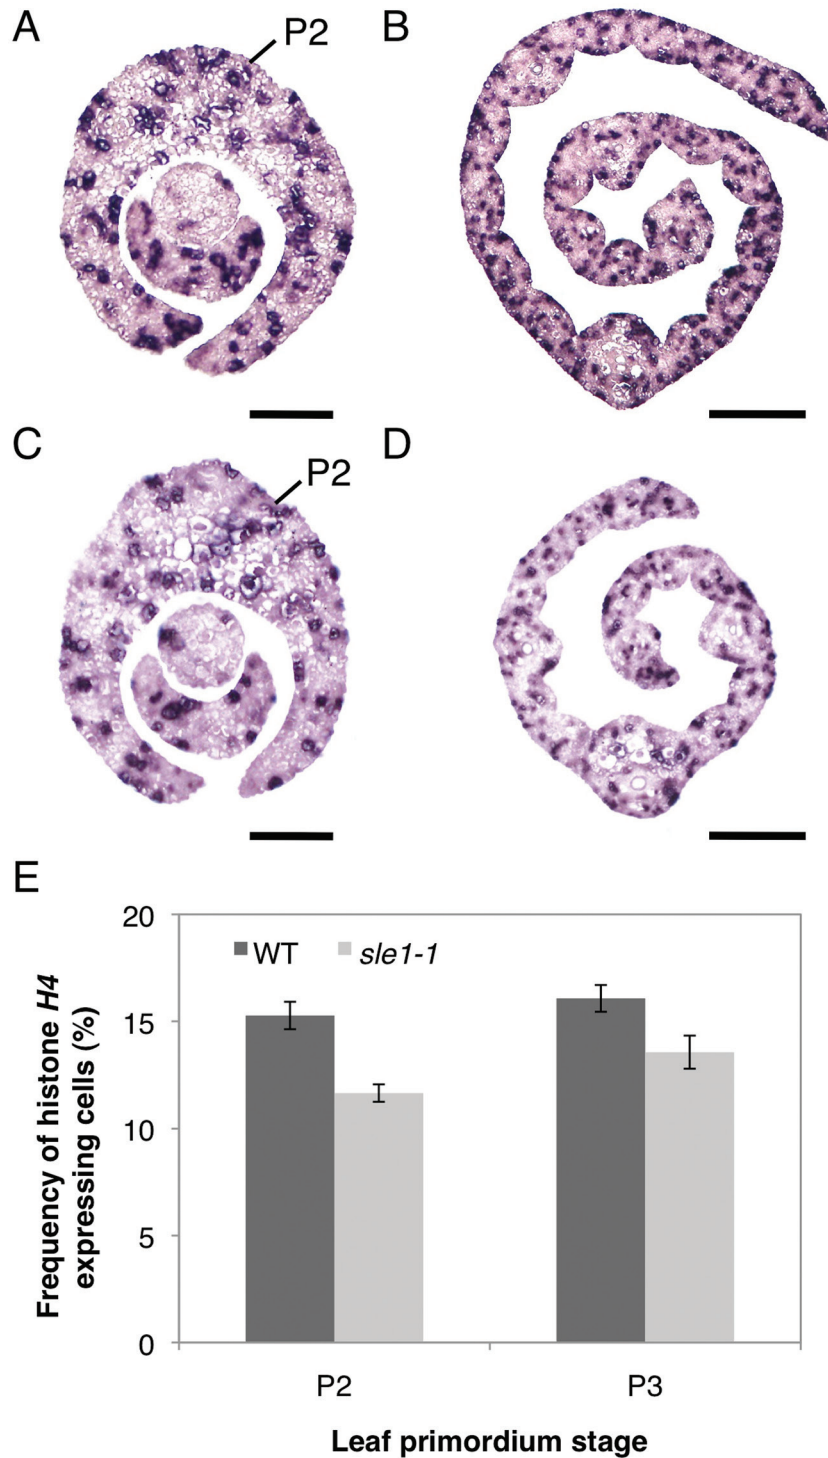 A
P2
B
C
P2
D
E
Frequency of histone H4
expressing cells (%)
20
15
10
5
0
WT
sle1-1
P2
P3
Leaf primordium stage